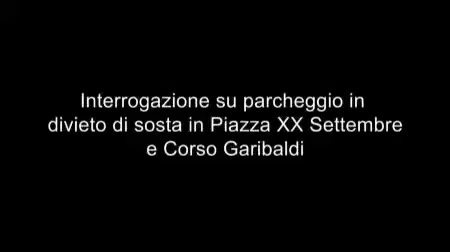 Interrogazione su parcheggio in
divieto di sosta in Piazza XX Settembre
e Corso Garibaldi